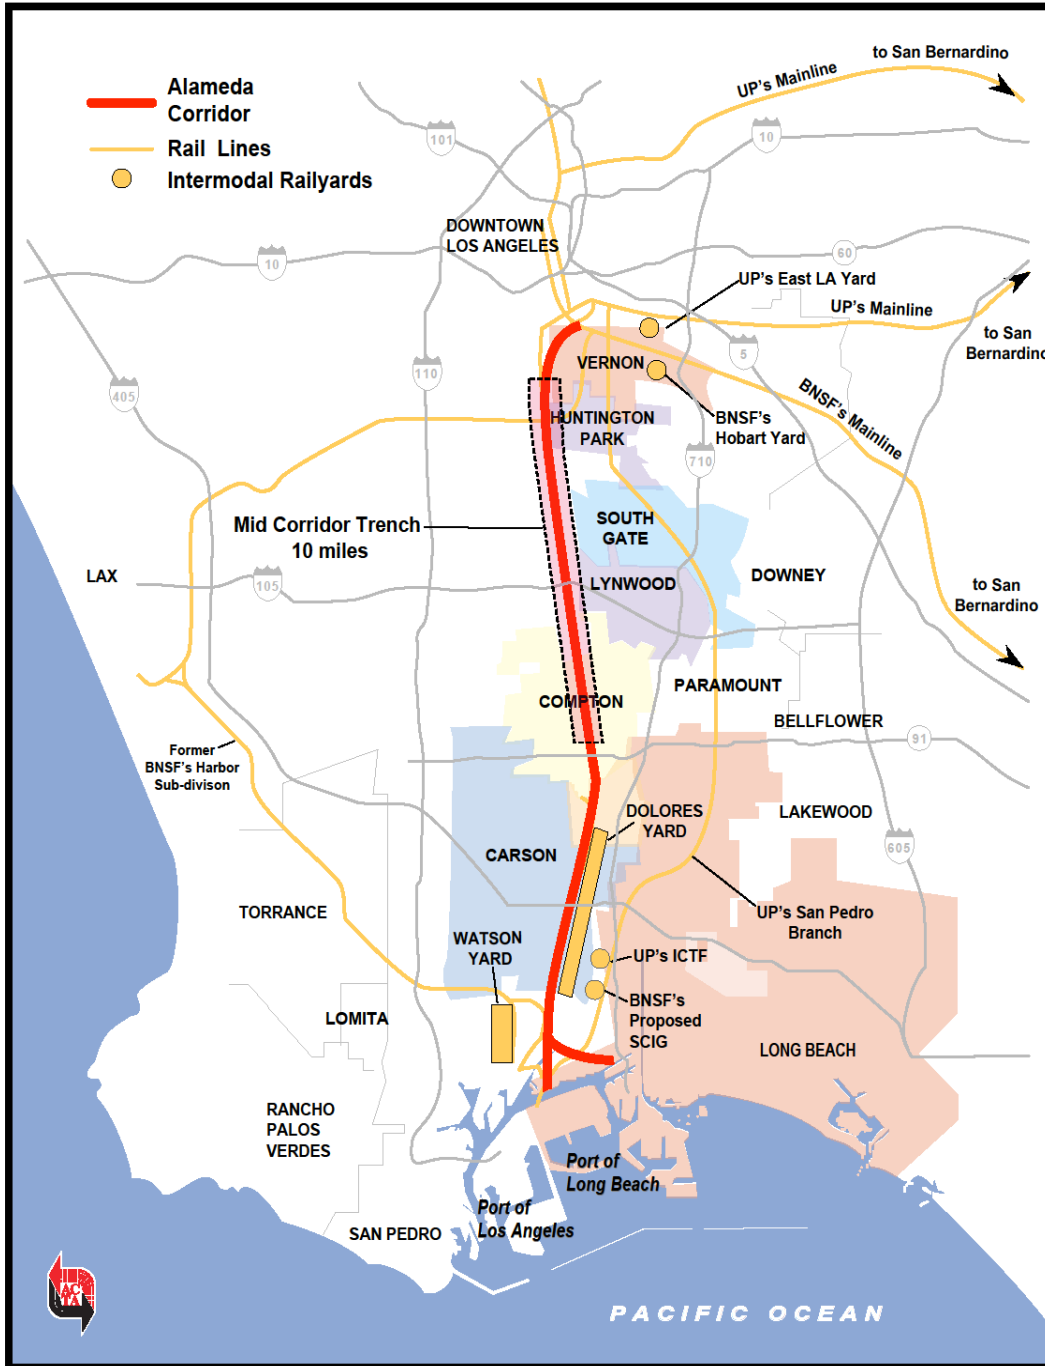 to San Bernardino
UP's Mainline
Alameda
Corridor
Rail Lines
Intermodal Railyards
101
10
DOWNTOWN
LOS ANGELES
10
60
UP's East LA Yard
UP's Mainline
to San
Bernardino
5
VERNON
110
405
BNSF's
Hobart Yard
BNSF's Mainline
HUNTINGTON
PARK
710
Mid Corridor Trench
10 miles
SOUTH
GATE
LAX
105
LYNWOOD
DOWNEY
to San
Bernardino
PARAMOUNT
COMPTON
BELLFLOWER
91
Former
BNSF's Harbor
Sub-divison
DOLORES
YARD
LAKEWOOD
605
CARSON
TORRANCE
UP's San Pedro
Branch
WATSON
YARD
UP's ICTF
BNSF's
Proposed
SCIG
LOMITA
LONG BEACH
RANCHO
PALOS
VERDES
Port of
Long Beach
Port of
Los Angeles
SAN PEDRO
AC
TA
PACIFIC OCEAN